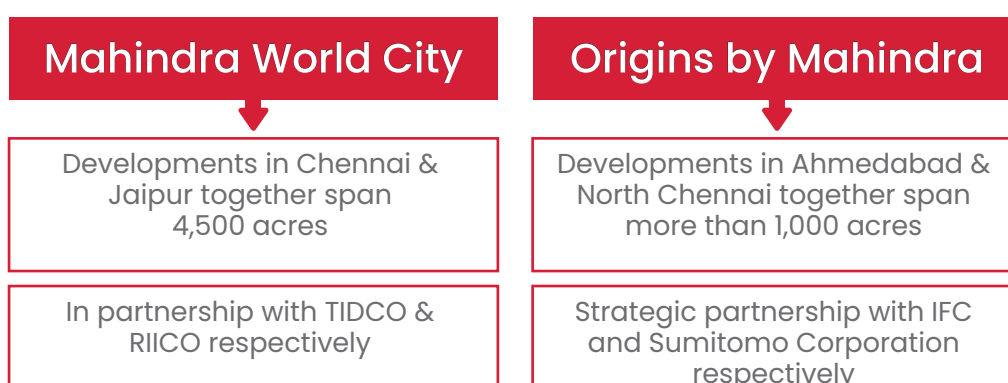 Mahindra World City
Developments in Chennai &
Jaipur together span
4,500 acres
In partnership with TIDCO &
RIICO respectively
Origins by Mahindra
Developments in Ahmedabad &
North Chennai together span
more than 1,000 acres
Strategic partnership with IFC
and Sumitomo Corporation
respectively